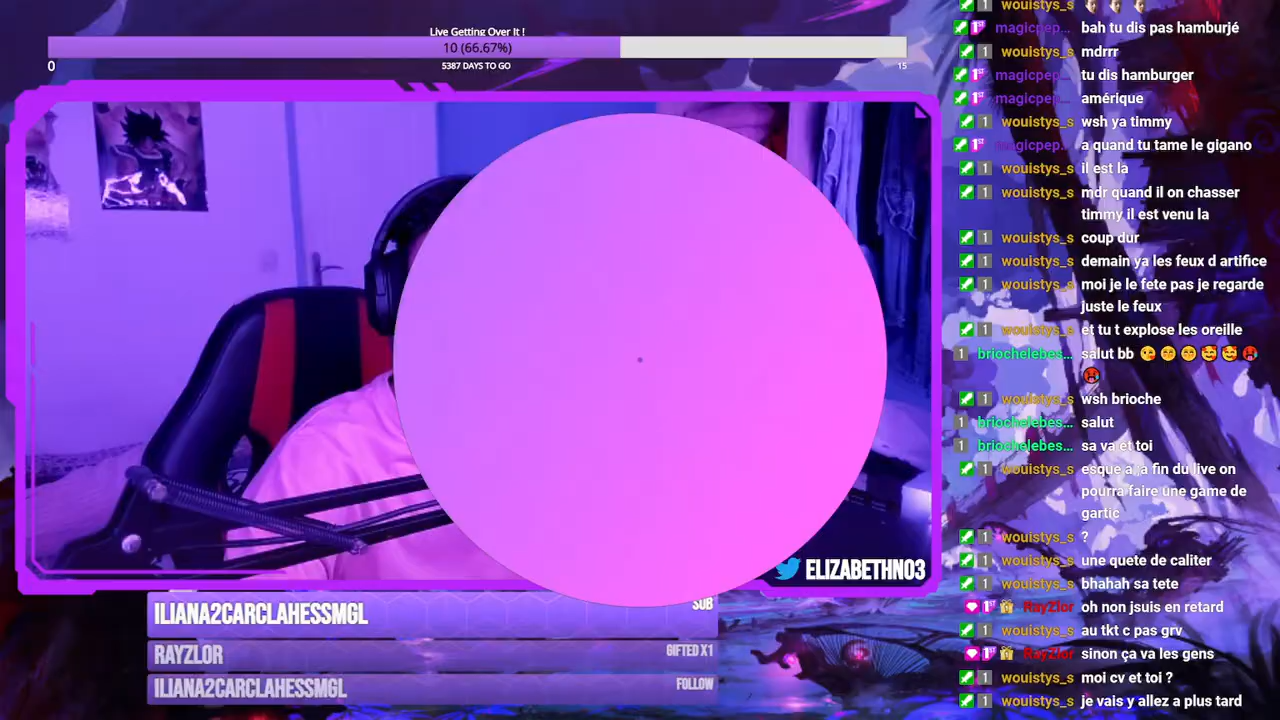 Live Getting Over It !
10 (66.67%)
0
5387 DAYS TO GO
15
ELIZABETHN03
ILIANA2CARCLAHESSMGL
SUB
RAYZLOR
GIFTED X1
ILIANA2CARCLAHESSMGL
FOLLOW
wouistys_s
magicpep... bah tu dis pas hamburjé
wouistys_s mdrrr
magicpep... tu dis hamburger
magicpep... amérique
wouistys_s wsh ya timmy
magicpep... a quand tu tame le gigano
wouistys_s il est la
wouistys_s mdr quand il on chasser
timmy il est venu la
wouistys_s coup dur
wouistys_s demain ya les feux d artifice
wouistys_s moi je le fete pas je regarde
juste le feux
wouistys_s et tu t explose les oreille
briochelebes... salut bb 😘 😁 😁 🥰 🥰 🥵
🥵
wouistys_s wsh brioche
briochelebes... salut
briochelebes... sa va et toi
wouistys_s esque a ;a fin du live on
pourra faire une game de
gartic
wouistys_s ?
wouistys_s une quete de caliter
wouistys_s bhahah sa tete
RayZlor oh non jsuis en retard
wouistys_s au tkt c pas grv
RayZlor sinon ça va les gens
wouistys_s moi cv et toi ?
wouistys_s je vais y allez a plus tard